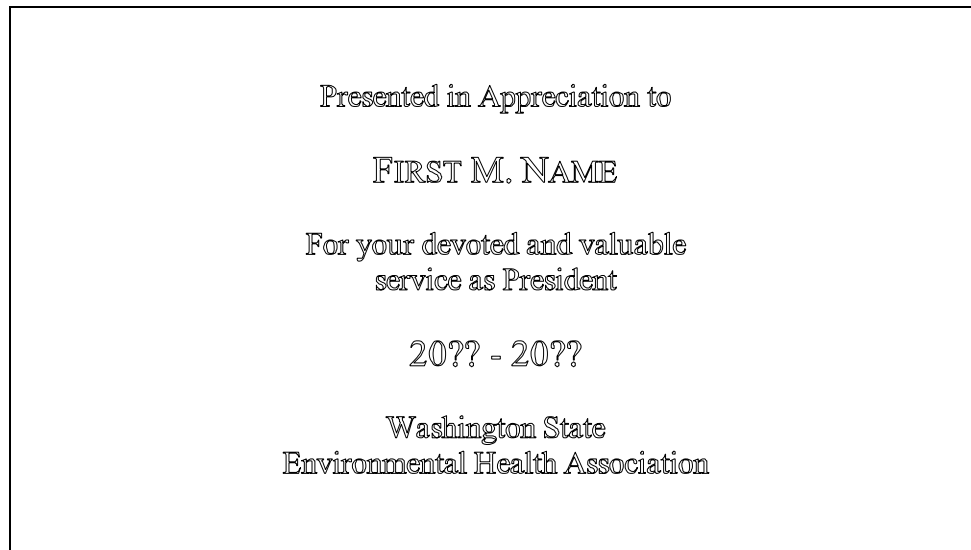 Presented in Appreciation to
FIRST M. NAME
For your devoted and valuable
service as President
20?? - 20??
Washington State
Environmental Health Association